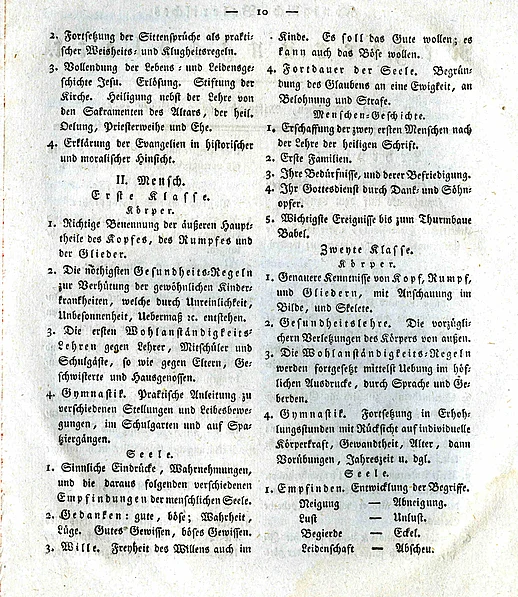 — 10 —
2. Fortsetzung der Sittensprüche als prakti-
scher Weisheits- und Klugheitsregeln.
3. Vollendung der Lebens- und Leidensge-
schichte Jesu. Erlösung. Stiftung der
Kirche. Heiligung nebst der Lehre von
den Sakramenten des Altars, der heil.
Oelung, Priesterweihe und Ehe.
4. Erklärung der Evangelien in historischer
und moralischer Hinsicht.
II. Mensch.
Erste Klasse.
Körper.
1. Richtige Benennung der äußeren Haupt-
theile des Kopfes, des Rumpfes und
der Glieder.
2. Die nöthigsten Gesundheits-Regeln
zur Verhütung der gewöhnlichen Kinder-
krankheiten, welche durch Unreinlichkeit,
Unbesonnenheit, Uebermaß ꝛc. entstehen.
3. Die ersten Wohlanständigkeits-
Lehren gegen Lehrer, Mitschüler und
Schulgäste, so wie gegen Eltern, Ge-
schwisterte und Hausgenossen.
4. Gymnastik. Praktische Anleitung zu
verschiedenen Stellungen und Leibesbewe-
gungen, im Schulgarten und auf Spa-
ziergängen.
Seele.
1. Sinnliche Eindrücke, Wahrnehmungen,
und die daraus folgenden verschiedenen
Empfindungen der menschlichen Seele.
2. Gedanken: gute, böse; Wahrheit,
Lüge. Gutes Gewissen, böses Gewissen.
3. Wille. Freyheit des Willens auch im
Kinde. Es soll das Gute wollen; es
kann auch das Böse wollen.
4. Fortdauer der Seele. Begrün-
dung des Glaubens an eine Ewigkeit, an
Belohnung und Strafe.
Menschen-Geschichte.
1. Erschaffung der zwey ersten Menschen nach
der Lehre der heiligen Schrift.
2. Erste Familien.
3. Ihre Bedürfnisse, und derer Befriedigung.
4. Ihr Gottesdienst durch Dank- und Söhn-
opfer.
5. Wichtigste Ereignisse bis zum Thurmbaue
Babel.
Zweyte Klasse.
Körper.
1. Genauere Kenntnisse von Kopf, Rumpf,
und Gliedern, mit Anschauung im
Bilde, und Skelete.
2. Gesundheitslehre. Die vorzügli-
chern Verletzungen des Körpers von außen.
3. Die Wohlanständigkeits-Regeln
werden fortgesetzt mittelst Uebung im höf-
lichen Ausdrucke, durch Sprache und Ge-
berden.
4. Gymnastik. Fortsetzung in Erhoh-
lungsstunden mit Rücksicht auf individuelle
Körperkraft, Gewandtheit, Alter, dann
Vorübungen, Jahrszeit u. dgl.
Seele.
1. Empfinden. Entwicklung der Begriffe.
Neigung — Abneigung.
Lust — Unlust.
Begierde — Eckel.
Leidenschaft — Abscheu.